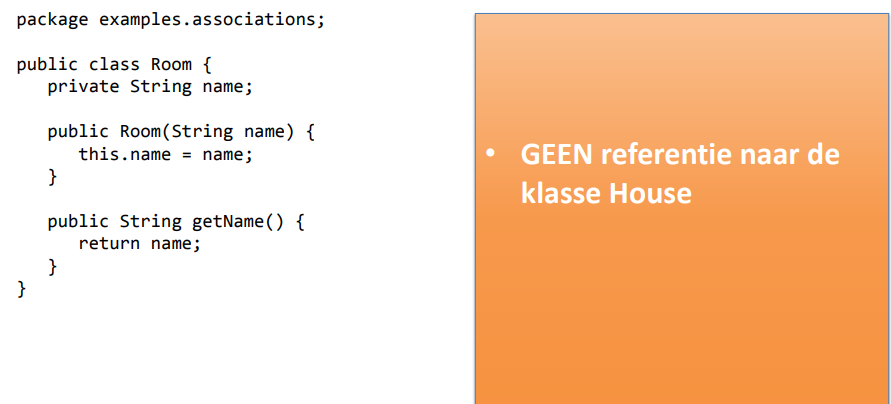 package examples.associations;
public class Room {
private String name;
public Room(String name) {
this.name = name;
}
public String getName() {
return name;
}
}
• GEEN referentie naar de
klasse House